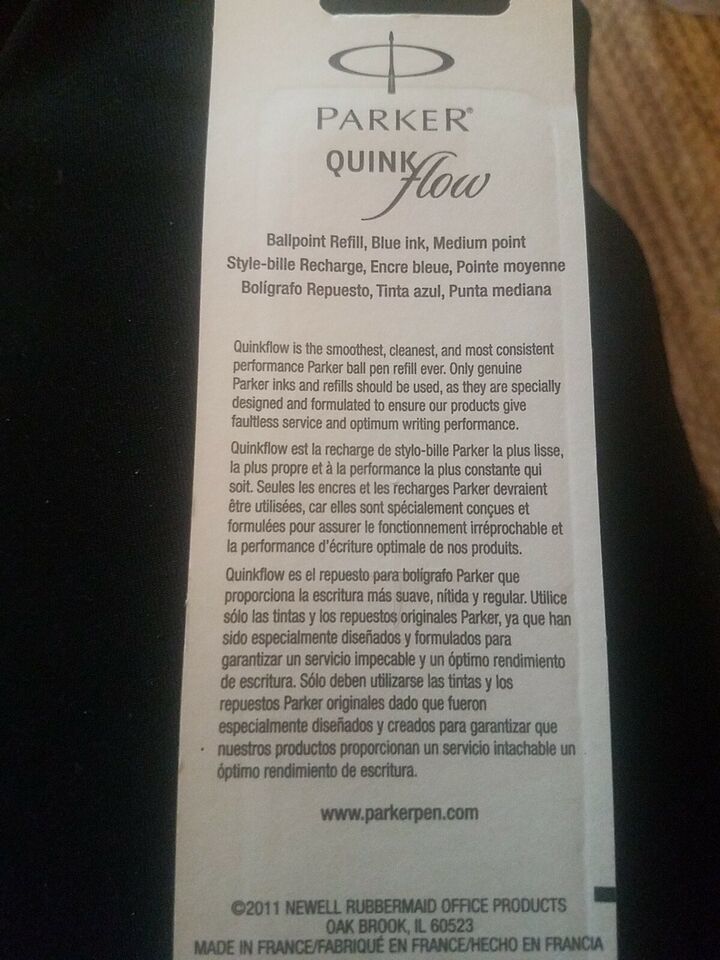 PARKER®
QUINK flow
Ballpoint Refill, Blue ink, Medium point
Style-bille Recharge, Encre bleue, Pointe moyenne
Bolígrafo Repuesto, Tinta azul, Punta mediana
Quinkflow is the smoothest, cleanest, and most consistent
performance Parker ball pen refill ever. Only genuine
Parker inks and refills should be used, as they are specially
designed and formulated to ensure our products give
faultless service and optimum writing performance.
Quinkflow est la recharge de stylo-bille Parker la plus lisse,
la plus propre et à la performance la plus constante qui
soit. Seules les encres et les recharges Parker devraient
être utilisées, car elles sont spécialement conçues et
formulées pour assurer le fonctionnement irréprochable et
la performance d'écriture optimale de nos produits.
Quinkflow es el repuesto para bolígrafo Parker que
proporciona la escritura más suave, nítida y regular. Utilice
sólo las tintas y los repuestos originales Parker, ya que han
sido especialmente diseñados y formulados para
garantizar un servicio impecable y un óptimo rendimiento
de escritura. Sólo deben utilizarse las tintas y los
repuestos Parker originales dado que fueron
especialmente diseñados y creados para garantizar que
nuestros productos proporcionan un servicio intachable un
óptimo rendimiento de escritura.
www.parkerpen.com
©2011 NEWELL RUBBERMAID OFFICE PRODUCTS
OAK BROOK, IL 60523
MADE IN FRANCE/FABRIQUÉ EN FRANCE/HECHO EN FRANCIA